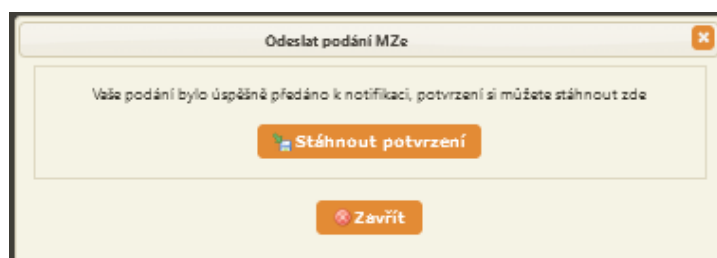 Odeslat podání MZe
Vaše podání bylo úspěšně předáno k notifikaci, potvrzení si můžete stáhnout zde
Stáhnout potvrzení
Zavřít